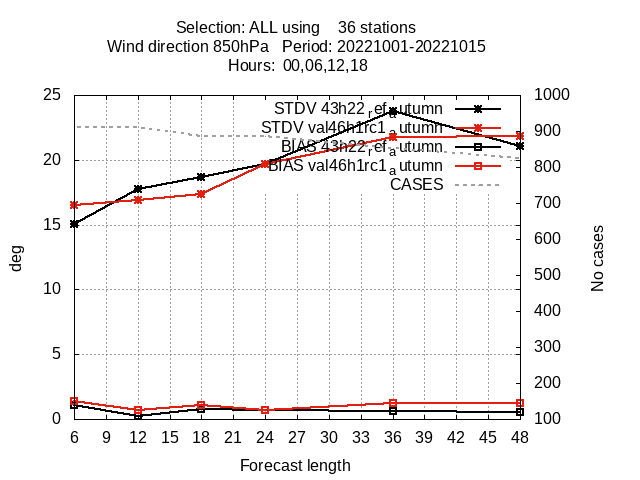 Selection: ALL using 36 stations
Wind direction 850hPa Period: 20221001-20221015
Hours: 00,06,12,18
25
20
15
10
5
0
deg
1000
900
800
700
600
500
400
300
200
100
No cases
STDV 43h22_ref_autumn
STDV val46h1rc1_autumn
BIAS 43h22_ref_autumn
BIAS val46h1rc1_autumn
CASES
6 9 12 15 18 21 24 27 30 33 36 39 42 45 48
Forecast length